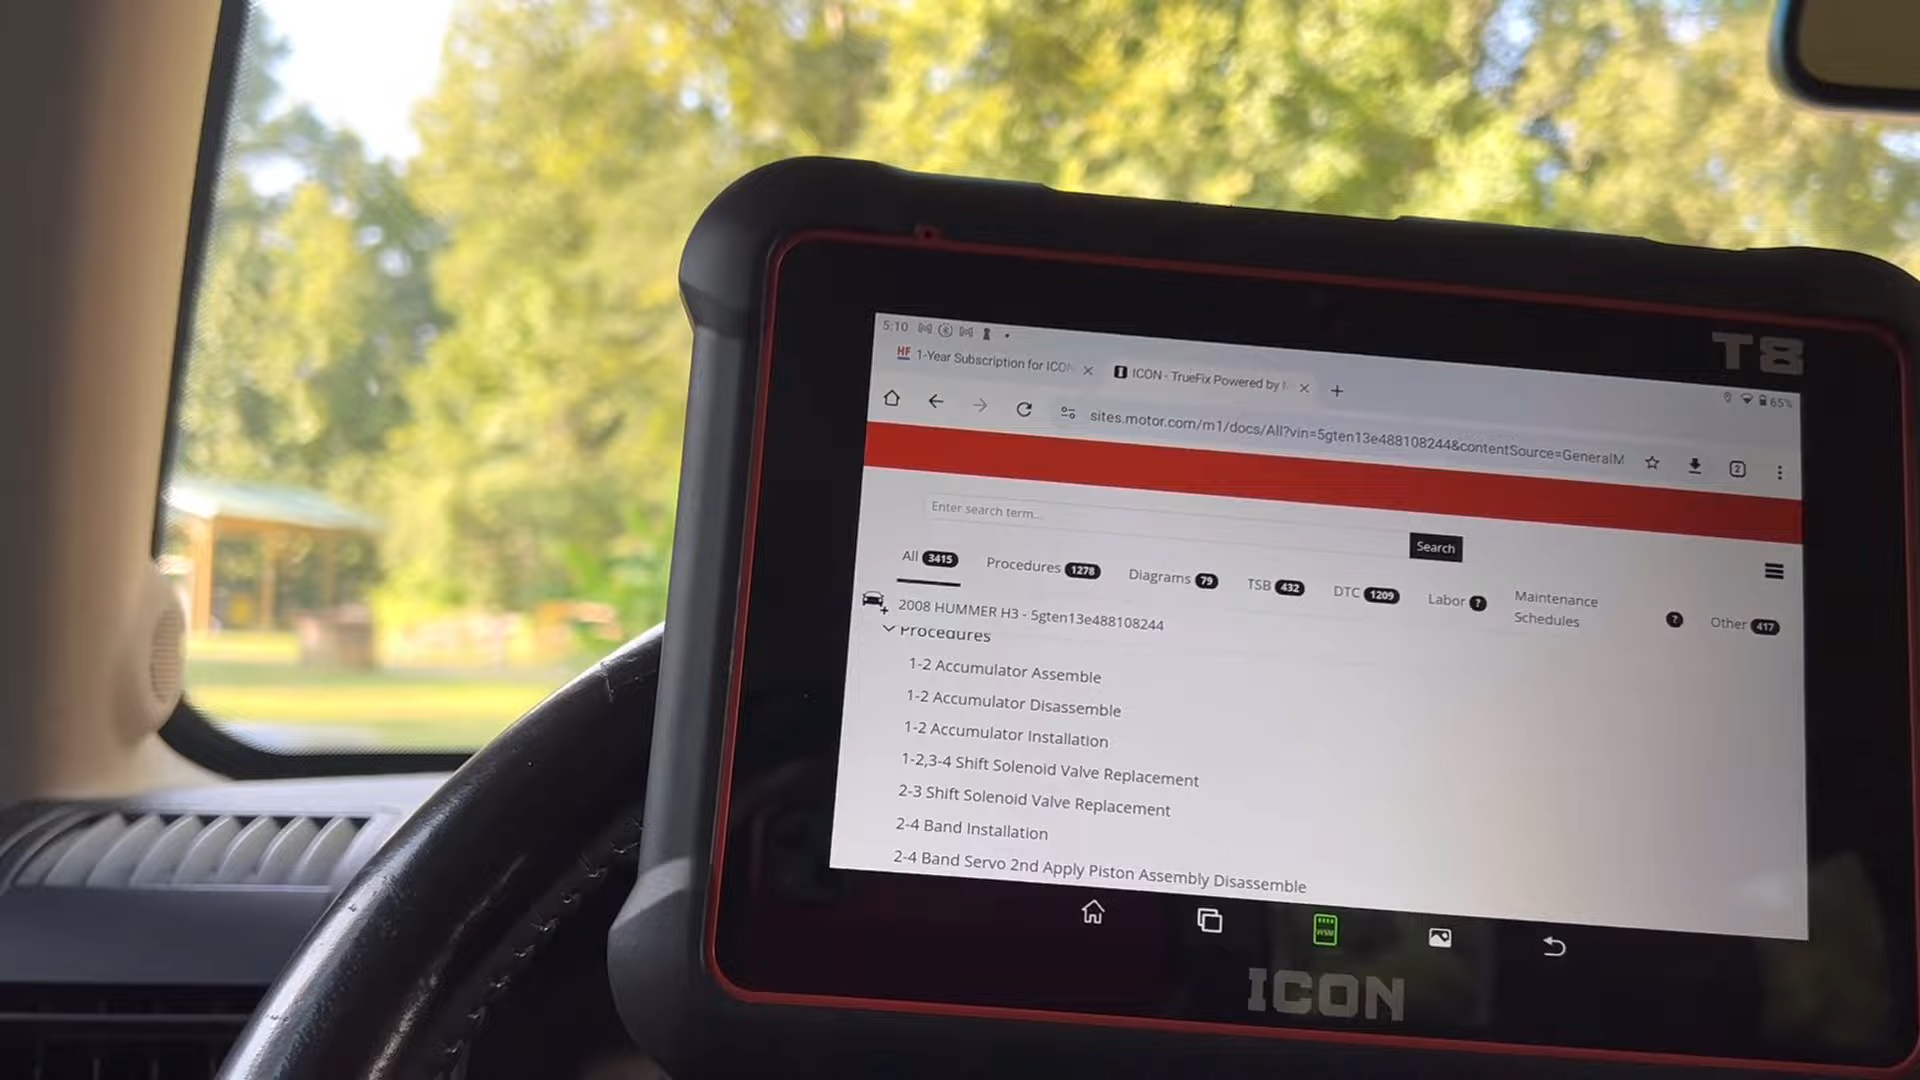 T8
5:10
65%
HF 1-Year Subscription for ICON
ICON - TrueFix Powered by
sites.motor.com/m1/docs/All?vin=5gten13e488108244&contentSource=GeneralM
2
Enter search term...
Search
All 3415
Procedures 1278
Diagrams 79
TSB 432
DTC 1209
Labor ?
Maintenance
Schedules ?
Other 417
2008 HUMMER H3 - 5gten13e488108244
Procedures
1-2 Accumulator Assemble
1-2 Accumulator Disassemble
1-2 Accumulator Installation
1-2,3-4 Shift Solenoid Valve Replacement
2-3 Shift Solenoid Valve Replacement
2-4 Band Installation
2-4 Band Servo 2nd Apply Piston Assembly Disassemble
ICON